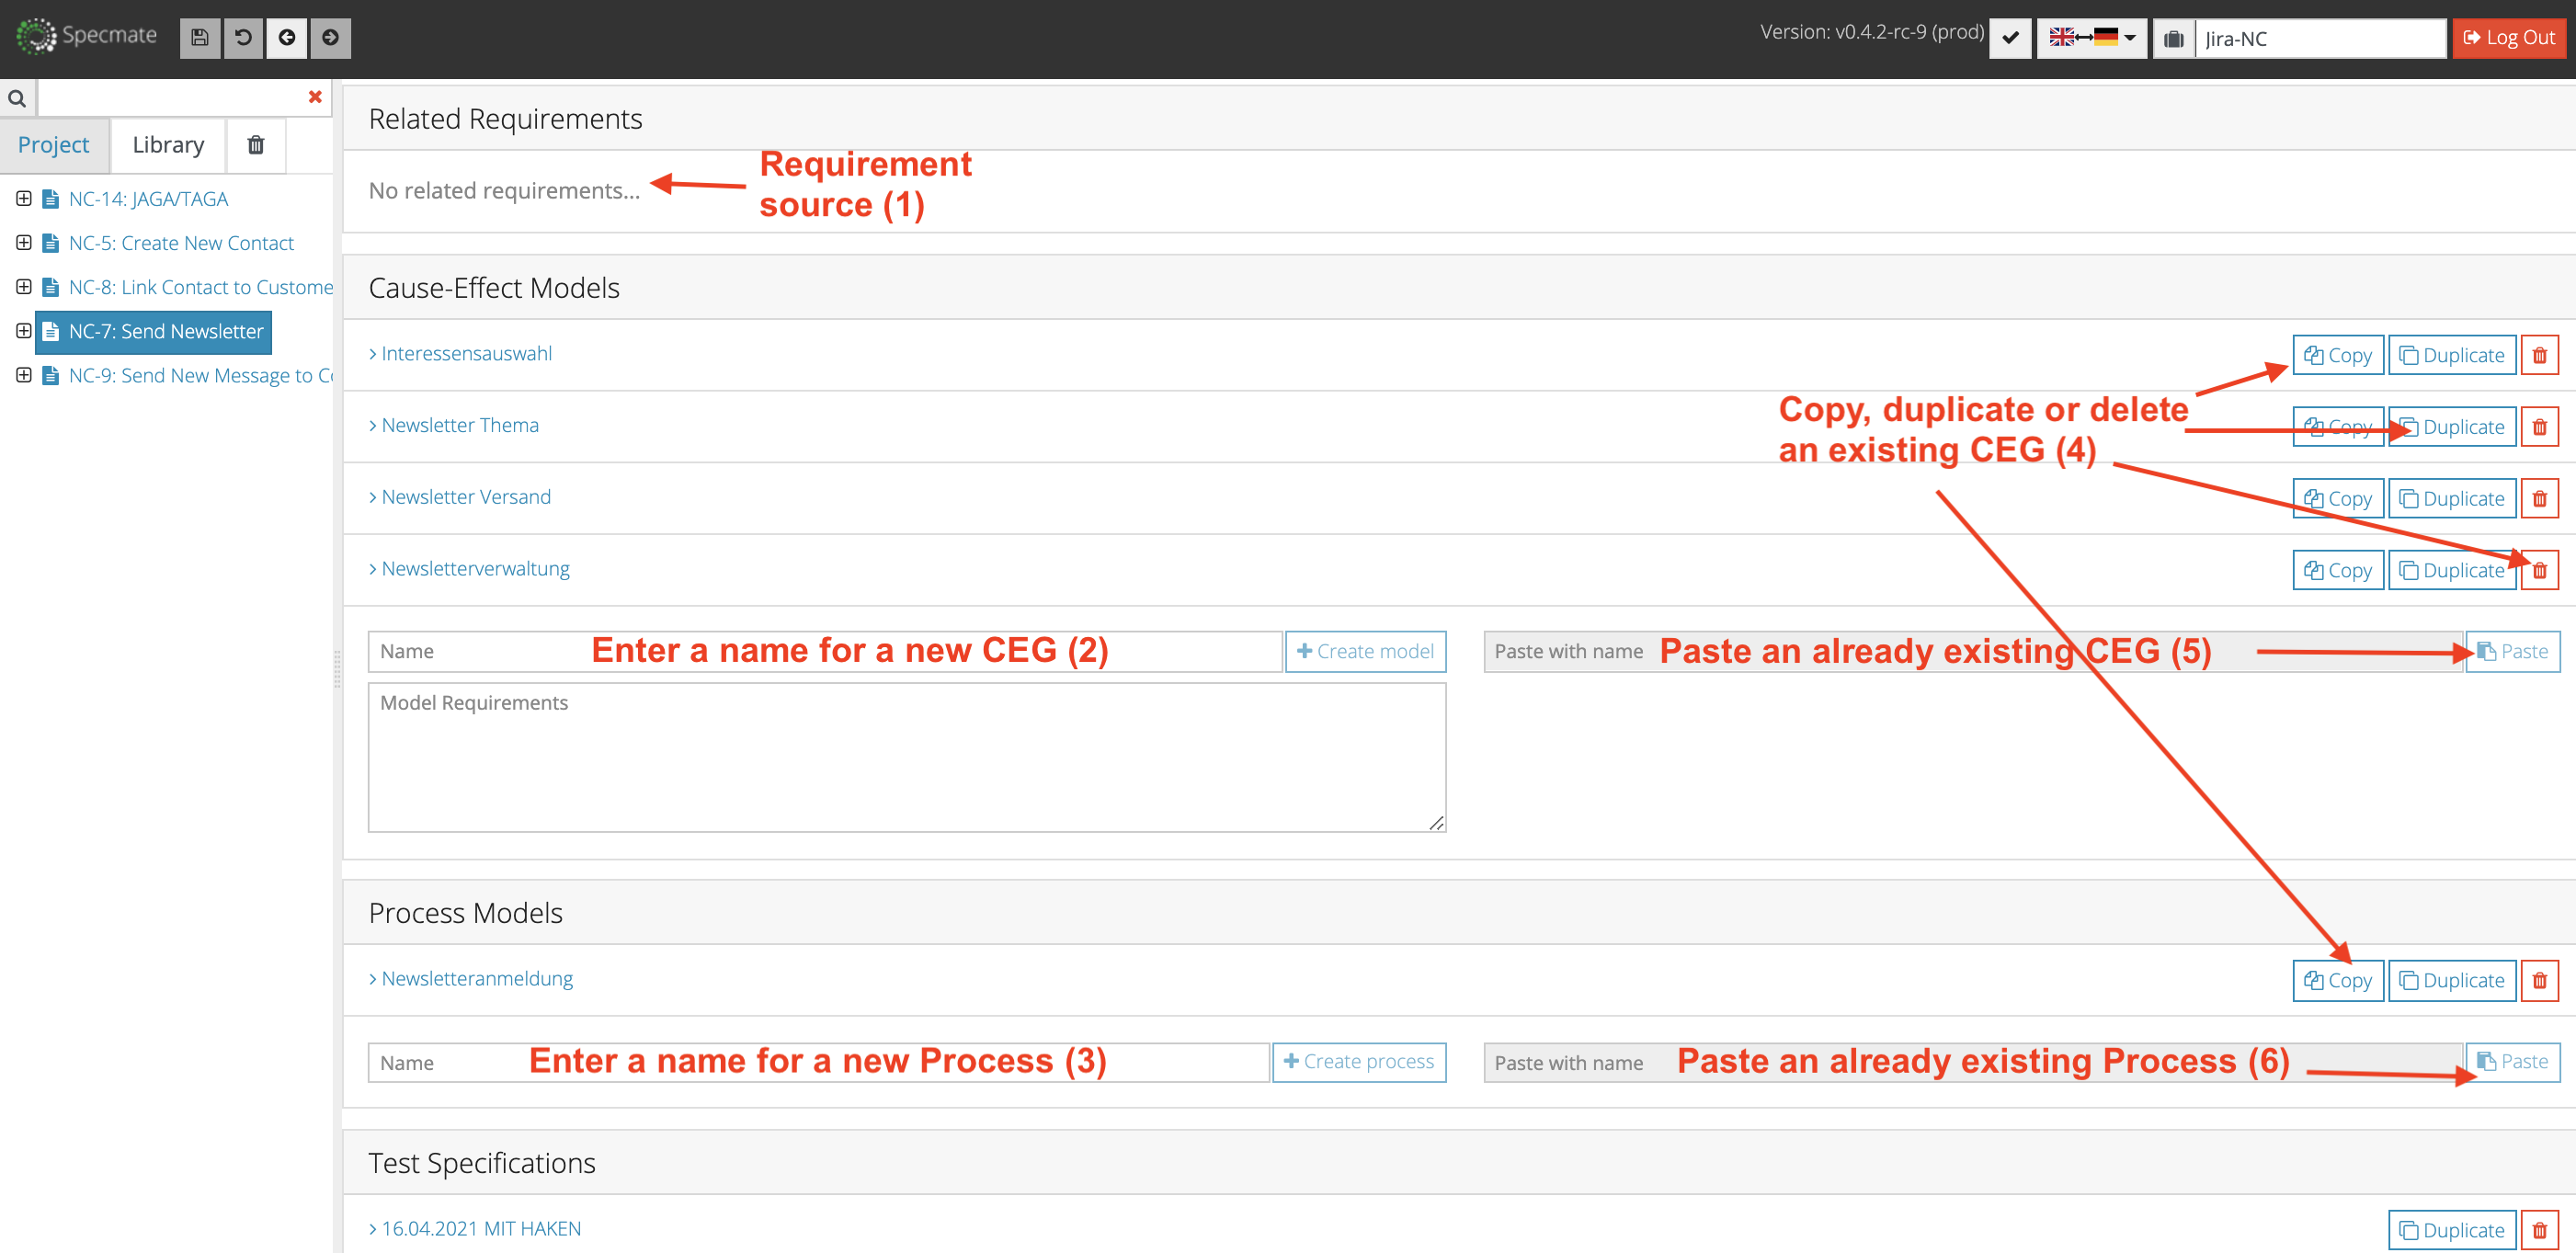 Specmate
Version: v0.4.2-rc-9 (prod)
Jira-NC
Log Out
Project
Library
NC-14: JAGA/TAGA
NC-5: Create New Contact
NC-8: Link Contact to Custome
NC-7: Send Newsletter
NC-9: Send New Message to Co
Related Requirements
No related requirements...
Requirement
source (1)
Cause-Effect Models
Interessensauswahl
Copy Duplicate
Newsletter Thema
Copy Duplicate
Newsletter Versand
Copy Duplicate
Newsletterverwaltung
Copy Duplicate
Copy, duplicate or delete
an existing CEG (4)
Name Enter a name for a new CEG (2) Create model
Paste with name Paste an already existing CEG (5) Paste
Model Requirements
Process Models
Newsletteranmeldung
Copy Duplicate
Name Enter a name for a new Process (3) Create process
Paste with name Paste an already existing Process (6) Paste
Test Specifications
16.04.2021 MIT HAKEN
Duplicate